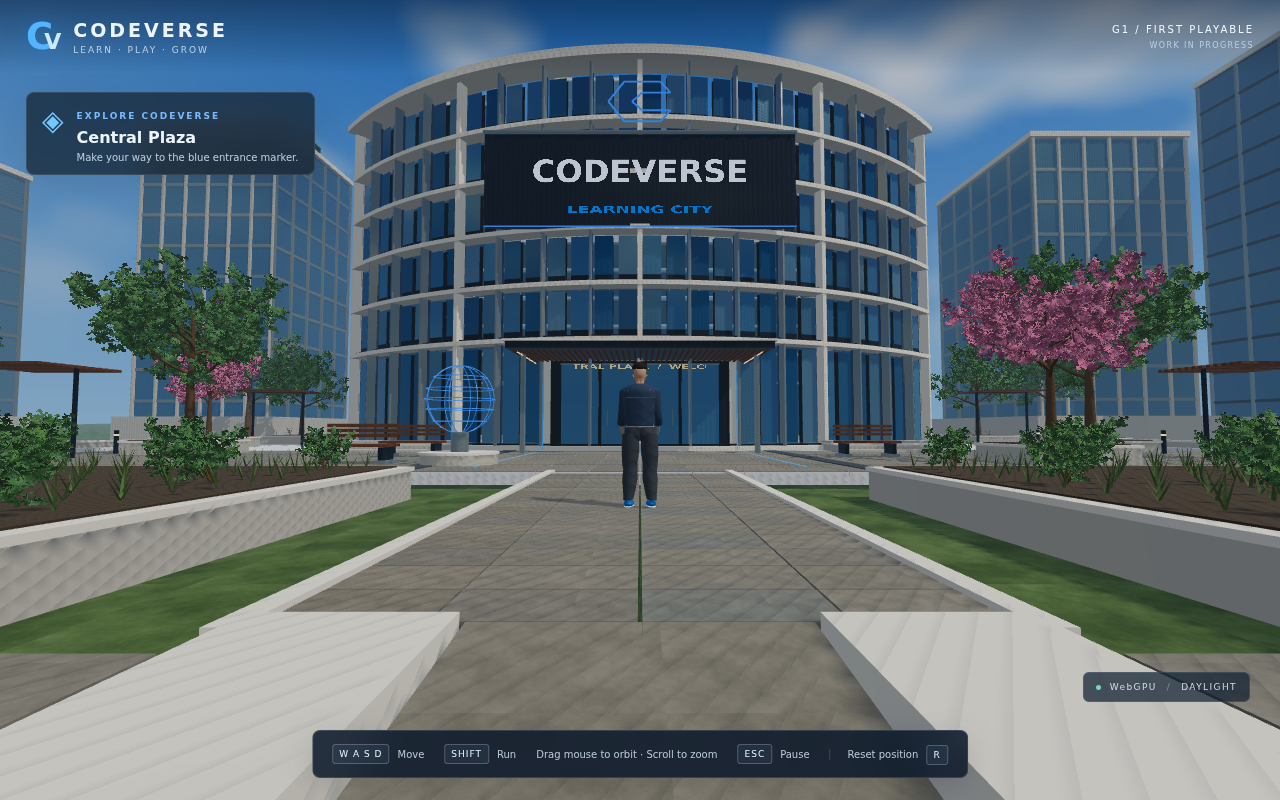 Cv CODEVERSE
LEARN · PLAY · GROW
G1 / FIRST PLAYABLE
WORK IN PROGRESS
EXPLORE CODEVERSE
Central Plaza
Make your way to the blue entrance marker.
CODEVERSE
LEARNING CITY
WebGPU / DAYLIGHT
W A S D Move SHIFT Run Drag mouse to orbit · Scroll to zoom ESC Pause | Reset position R